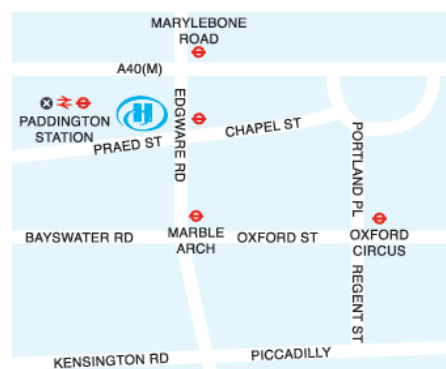 MARYLEBONE
ROAD
A40(M)
PADDINGTON
STATION
H
EDGWARE RD
PRAED ST
CHAPEL ST
PORTLAND PL
BAYSWATER RD
MARBLE
ARCH
OXFORD ST
OXFORD
CIRCUS
REGENT ST
KENSINGTON RD
PICCADILLY